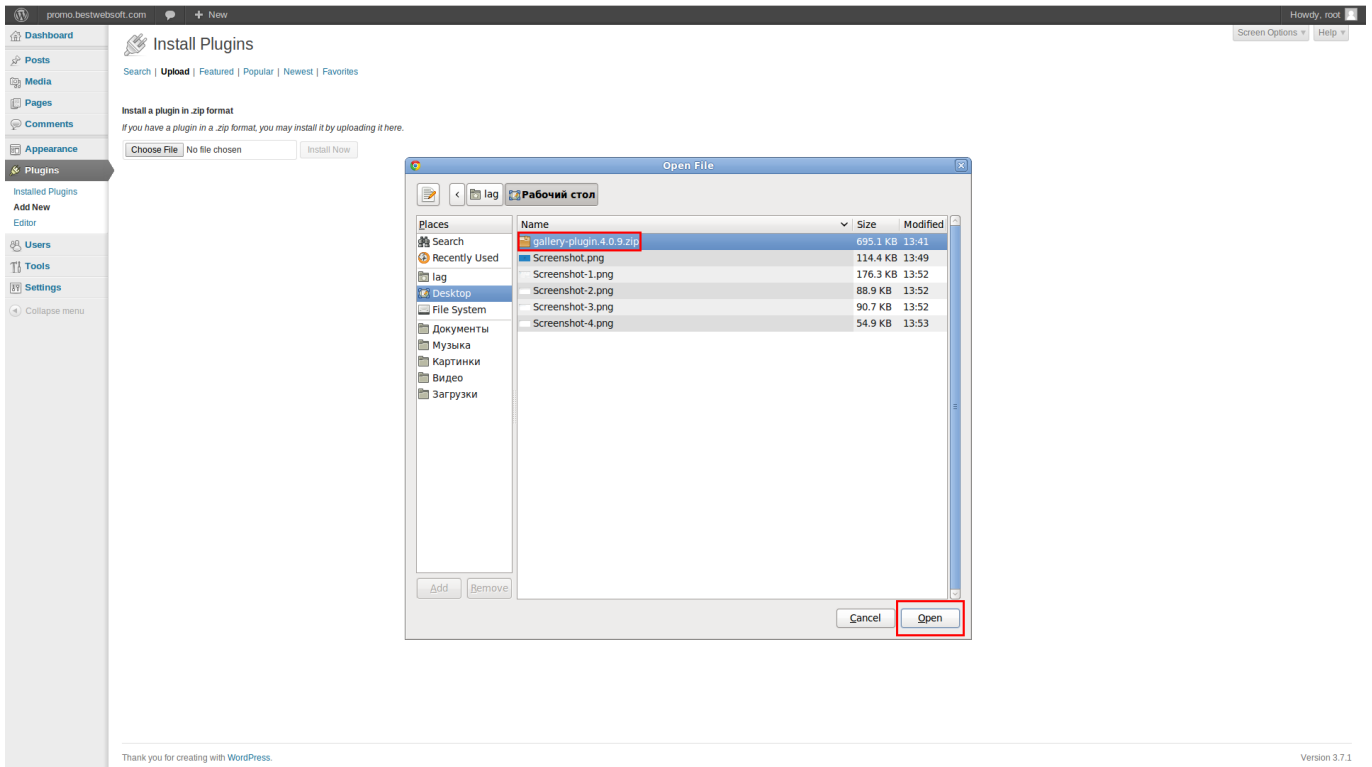 promo.bestwebsoft.com + New Howdy, root
Dashboard
Posts
Media
Pages
Comments
Appearance
Plugins
Installed Plugins
Add New
Editor
Users
Tools
Settings
Collapse menu
Screen Options Help
Install Plugins
Search | Upload | Featured | Popular | Newest | Favorites
Install a plugin in .zip format
If you have a plugin in a .zip format, you may install it by uploading it here.
Choose File No file chosen Install Now
Open File
lag Рабочий стол
Places
Search
Recently Used
lag
Desktop
File System
Документы
Музыка
Картинки
Видео
Загрузки
Add Remove
Name Size Modified
gallery-plugin.4.0.9.zip 695.1 KB 13:41
Screenshot.png 114.4 KB 13:49
Screenshot-1.png 176.3 KB 13:52
Screenshot-2.png 88.9 KB 13:52
Screenshot-3.png 90.7 KB 13:52
Screenshot-4.png 54.9 KB 13:53
Cancel Open
Thank you for creating with WordPress. Version 3.7.1